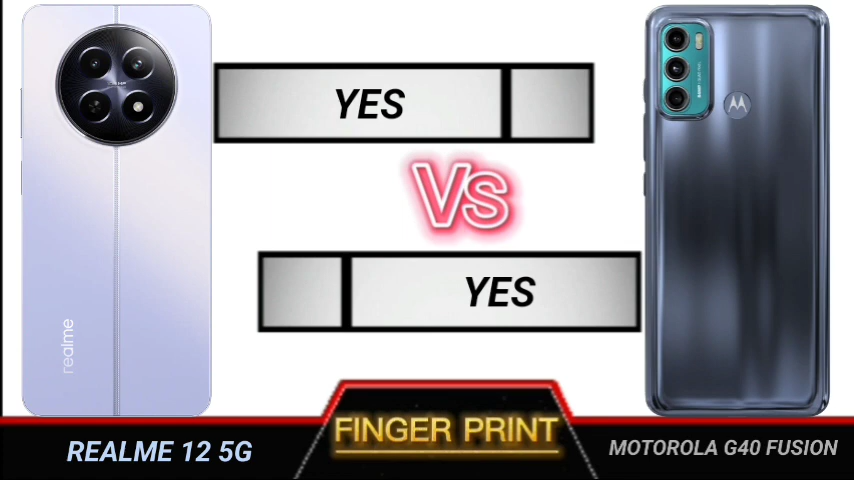 YES
VS
YES
realme
FINGER PRINT
REALME 12 5G
MOTOROLA G40 FUSION